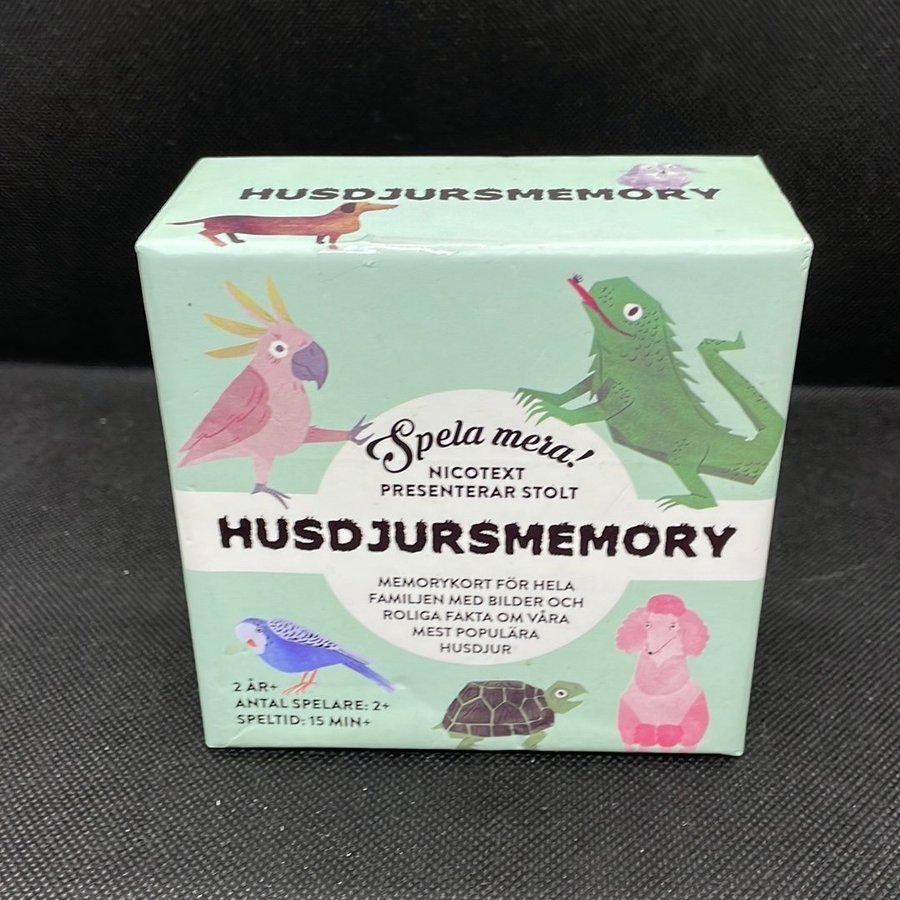 HUSDJURSMEMORY
Spela mera!
NICOTEXT
PRESENTERAR STOLT
HUSDJURSMEMORY
MEMORYKORT FÖR HELA
FAMILJEN MED BILDER OCH
ROLIGA FAKTA OM VÅRA
MEST POPULÄRA
HUSDJUR
2 ÅR+
ANTAL SPELARE: 2+
SPELTID: 15 MIN+